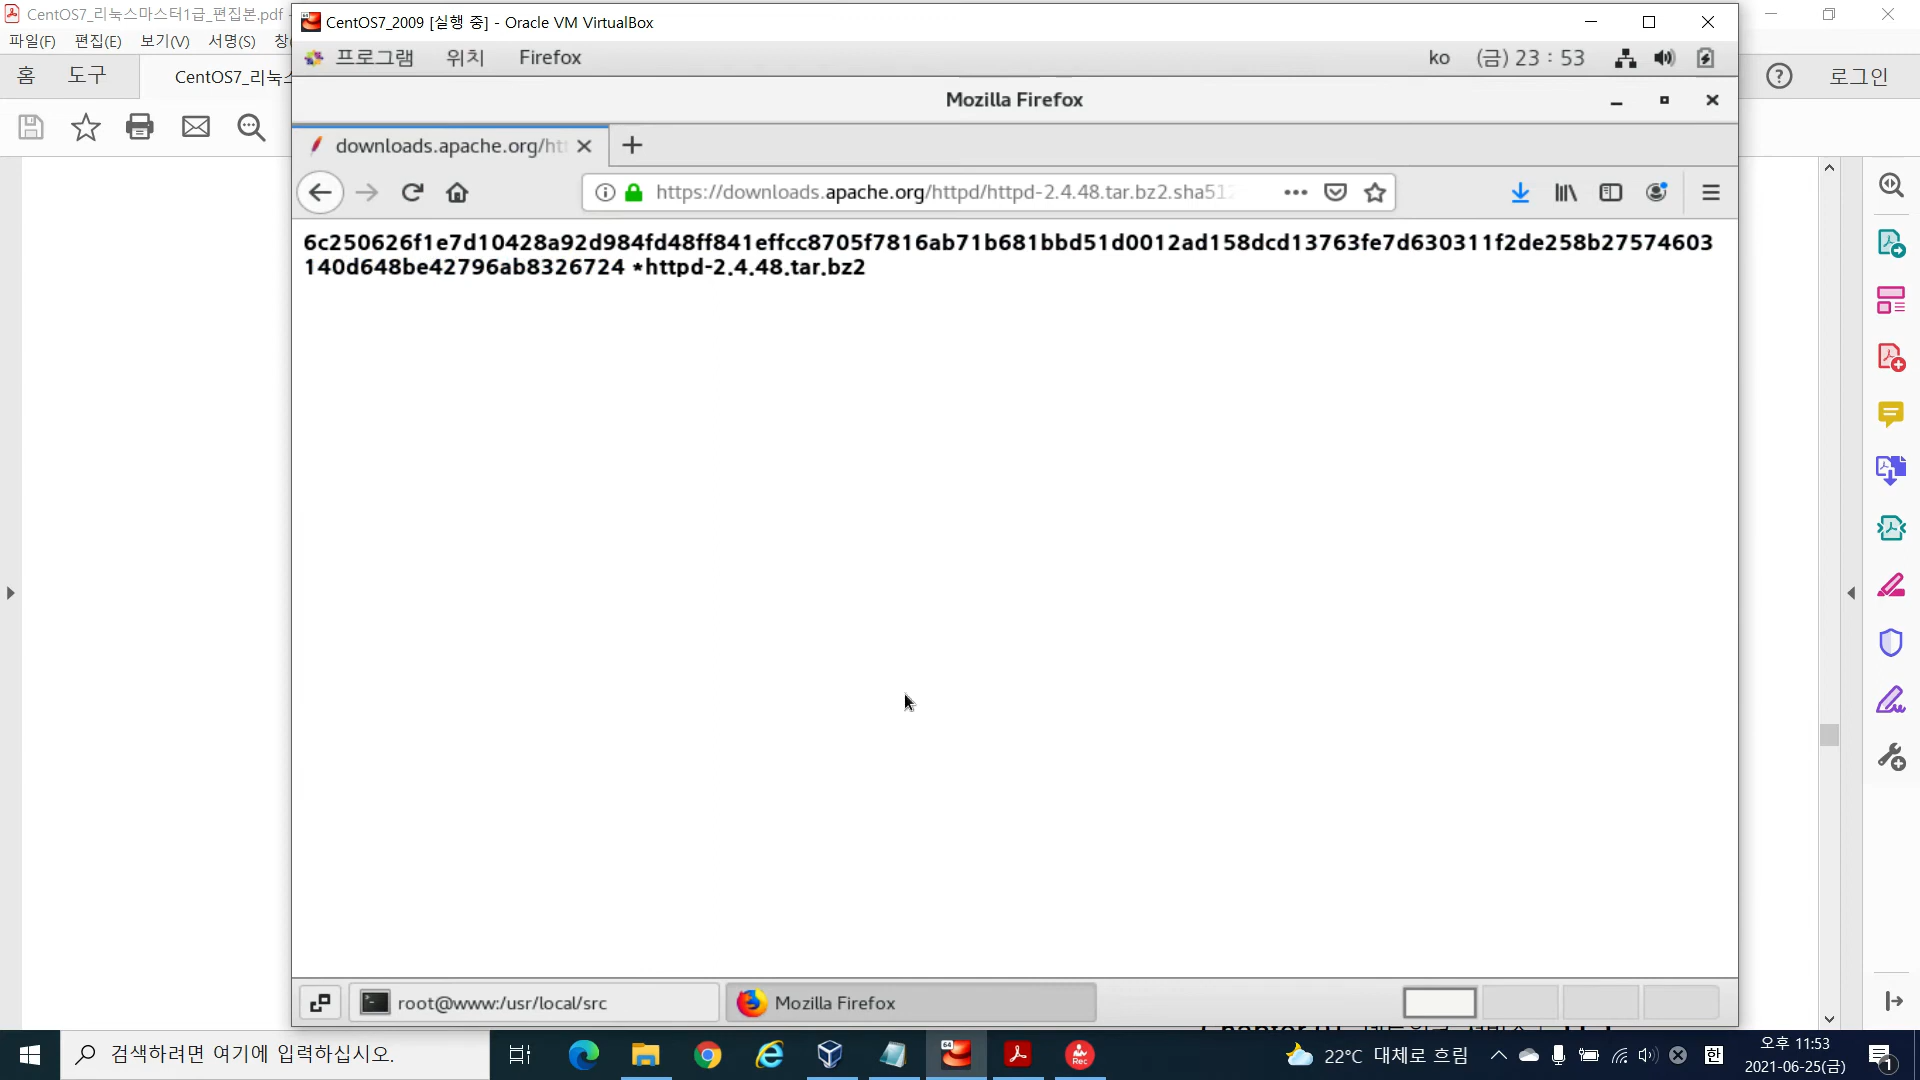 CentOS7_리눅스마스터1급_편집본.pdf
CentOS7_2009 [실행 중] - Oracle VM VirtualBox
파일(F) 편집(E) 보기(V) 서명(S)
프로그램 위치 Firefox ko (금) 23 : 53
홈 도구 CentOS7_리눅스
로그인
Mozilla Firefox
downloads.apache.org/htt
https://downloads.apache.org/httpd/httpd-2.4.48.tar.bz2.sha512
6c250626f1e7d10428a92d984fd48ff841effcc8705f7816ab71b681bbd51d0012ad158dcd13763fe7d630311f2de258b27574603
140d648be42796ab8326724 *httpd-2.4.48.tar.bz2
root@www:/usr/local/src Mozilla Firefox
검색하려면 여기에 입력하십시오.
64
Rec
22°C 대체로 흐림
한
오후 11:53
2021-06-25(금)
1